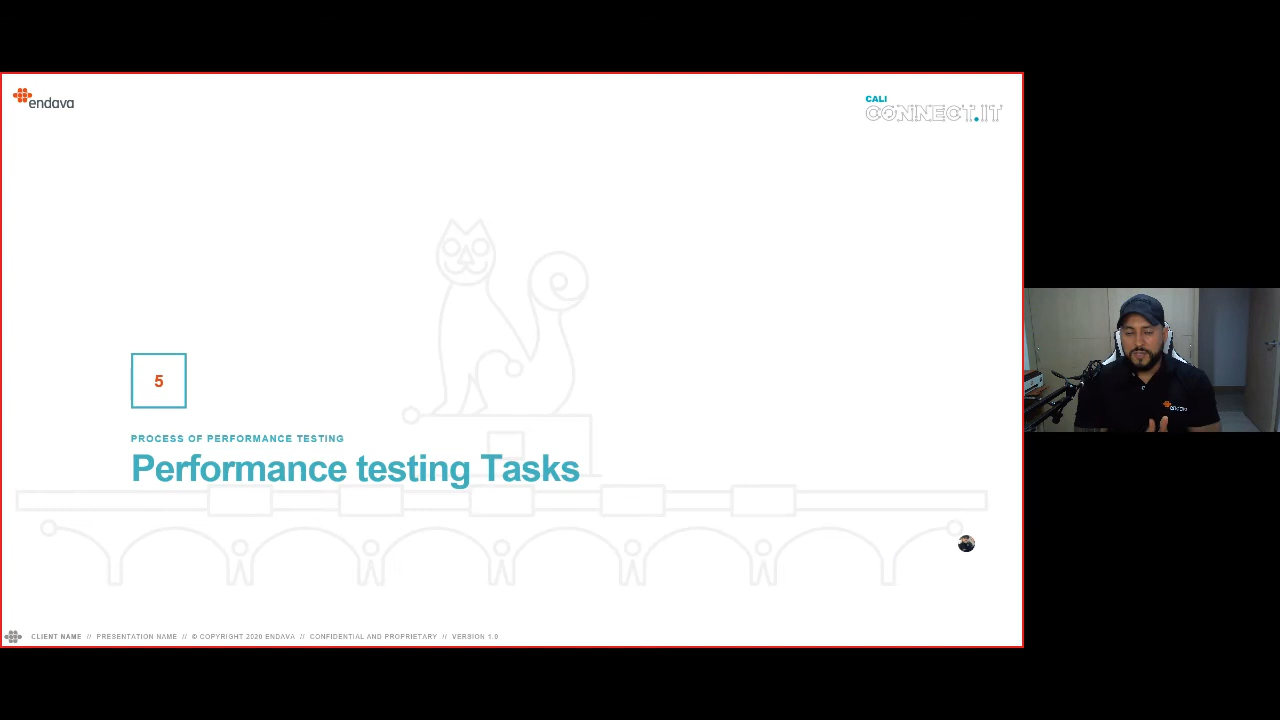 endava
CALI
CONNECT.IT
5
PROCESS OF PERFORMANCE TESTING
Performance testing Tasks
CLIENT NAME // PRESENTATION NAME // © COPYRIGHT 2020 ENDAVA // CONFIDENTIAL AND PROPRIETARY // VERSION 1.0
endava